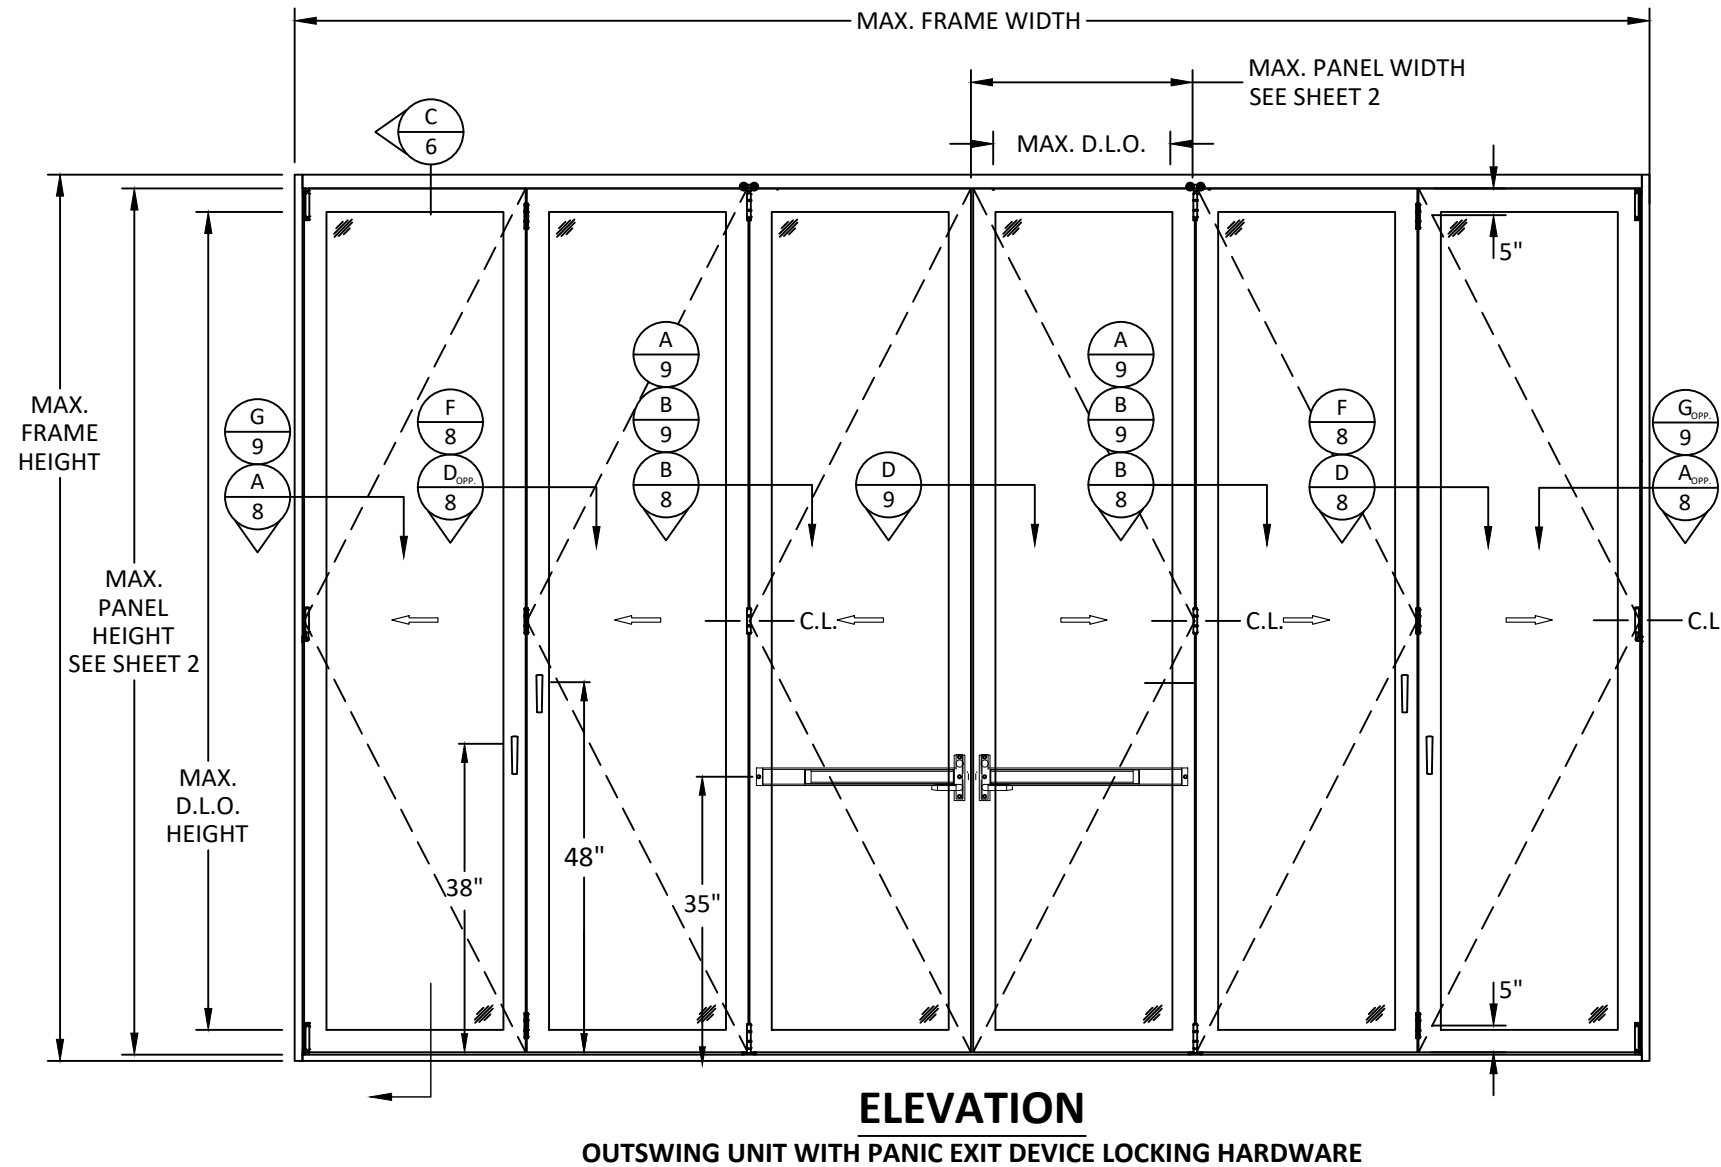 MAX. FRAME WIDTH
MAX. PANEL WIDTH
SEE SHEET 2
MAX. D.L.O.
C
6
5"
MAX.
FRAME
HEIGHT
MAX.
PANEL
HEIGHT
SEE SHEET 2
MAX.
D.L.O.
HEIGHT
G
9
A
8
F
8
D OPP.
8
A
9
B
9
B
8
D
9
A
9
B
9
B
8
F
8
D
8
G OPP.
9
A OPP.
8
C.L.
C.L.
C.L
38"
48"
35"
5"
ELEVATION
OUTSWING UNIT WITH PANIC EXIT DEVICE LOCKING HARDWARE